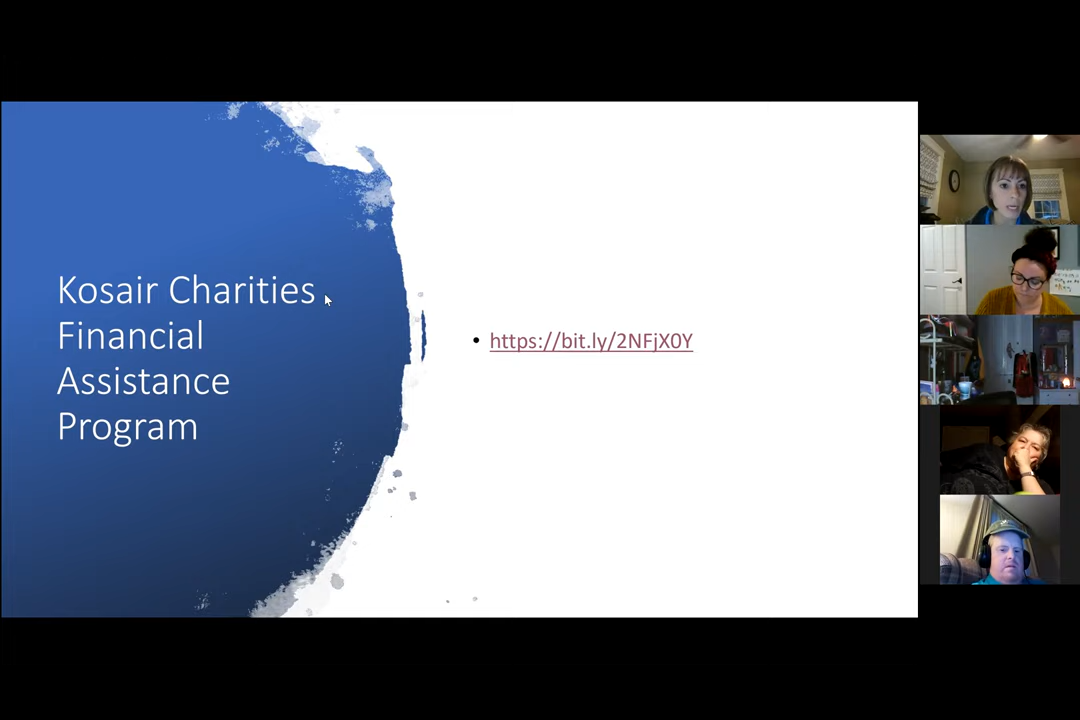 Kosair Charities
Financial
Assistance
Program
• https://bit.ly/2NFjX0Y